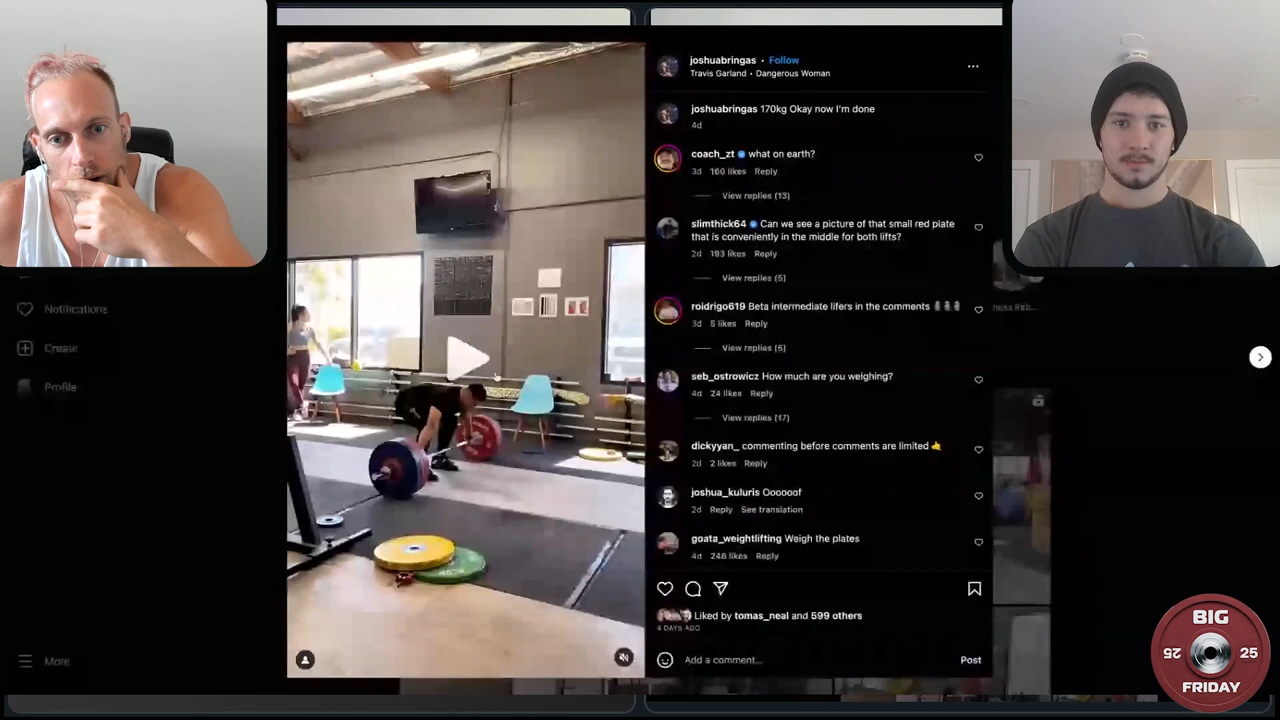 Notifications
Create
Profile
More
joshuabringas • Follow
Travis Garland • Dangerous Woman
joshuabringas 170kg Okay now I'm done
4d
coach_zt what on earth?
3d 160 likes Reply
View replies (13)
slimthick64 Can we see a picture of that small red plate
that is conveniently in the middle for both lifts?
2d 193 likes Reply
View replies (5)
roidrigo619 Beta intermediate lifers in the comments 🗿🗿🗿
3d 5 likes Reply
View replies (5)
seb_ostrowicz How much are you weighing?
4d 24 likes Reply
View replies (17)
dickyyan_ commenting before comments are limited 🤙
2d 2 likes Reply
joshua_kuluris Oooooof
2d Reply See translation
goata_weightlifting Weigh the plates
4d 248 likes Reply
Liked by tomas_neal and 599 others
4 DAYS AGO
Add a comment...
Post
BIG
25 25
FRIDAY